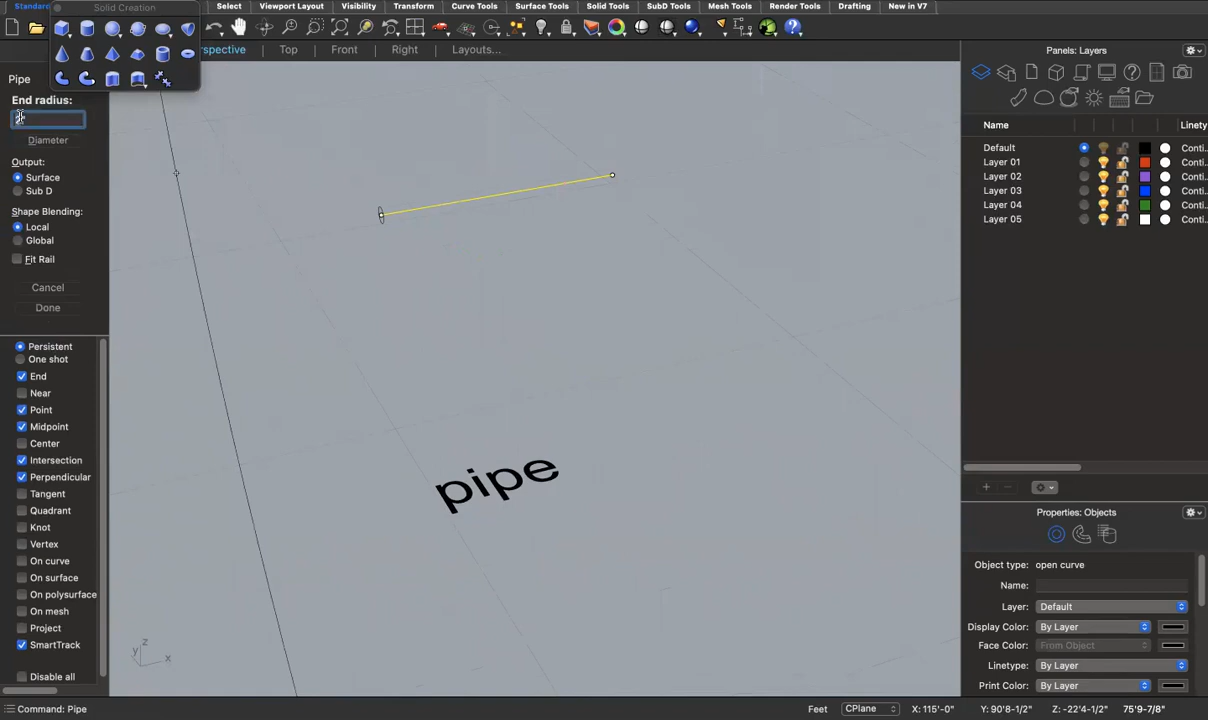 Standard Select Viewport Layout Visibility Transform Curve Tools Surface Tools Solid Tools SubD Tools Mesh Tools Render Tools Drafting New in V7
Solid Creation
Top Front Right Layouts...
Pipe
End radius:
Diameter
Output:
Surface
Sub D
Shape Blending:
Local
Global
Fit Rail
Cancel
Done
Persistent
One shot
End
Near
Point
Midpoint
Center
Intersection
Perpendicular
Tangent
Quadrant
Knot
Vertex
On curve
On surface
On polysurface
On mesh
Project
SmartTrack
Disable all
pipe
z
y
x
Panels: Layers
Name Linety
Default Conti...
Layer 01 Conti...
Layer 02 Conti...
Layer 03 Conti...
Layer 04 Conti...
Layer 05 Conti...
Properties: Objects
Object type: open curve
Name:
Layer: Default
Display Color: By Layer
Face Color: From Object
Linetype: By Layer
Print Color: By Layer
Command: Pipe Feet CPlane X: 115'-0" Y: 90'8-1/2" Z: -22'4-1/2" 75'9-7/8"